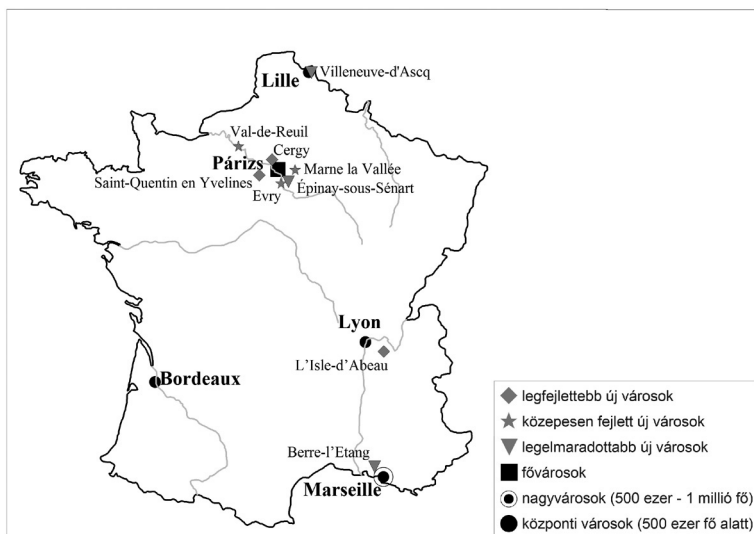 Villeneuve-d'Ascq
Lille
Val-de-Reuil
Cergy
Párizs
Marne la Vallée
Saint-Quentin en Yvelines
Épinay-sous-Sénart
Evry
Lyon
L'Isle-d'Abeau
Bordeaux
Berre-l'Etang
Marseille
legfejlettebb új városok
közepesen fejlett új városok
legelmaradottabb új városok
fővárosok
nagyvárosok (500 ezer - 1 millió fő)
központi városok (500 ezer fő alatt)